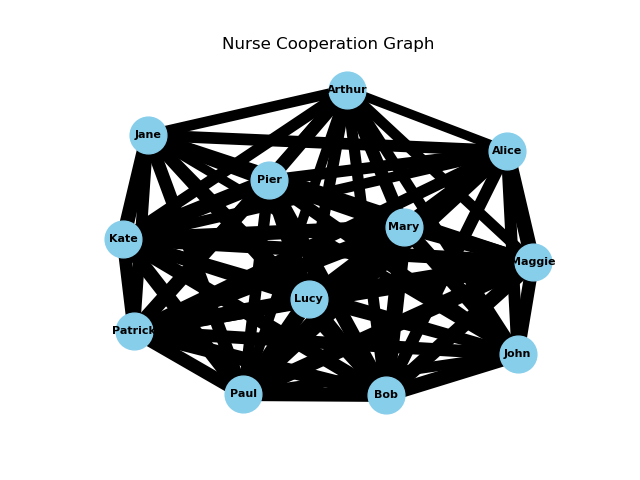 Nurse Cooperation Graph
Arthur
Jane
Alice
Pier
Mary
Kate
Maggie
Lucy
Patrick
John
Paul
Bob